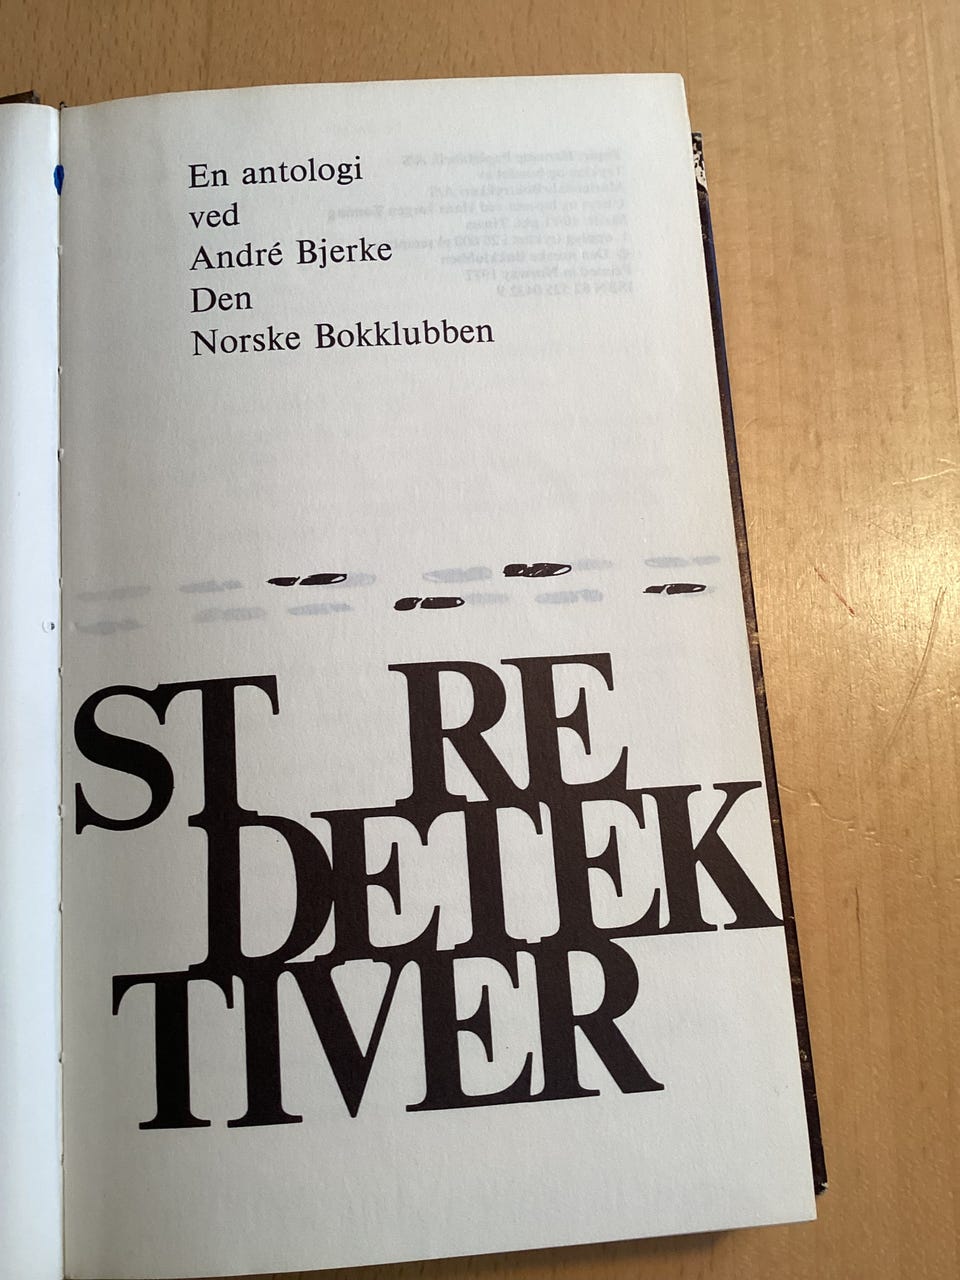 En antologi
ved
André Bjerke
Den
Norske Bokklubben
ST RE
DETEK
TIVER